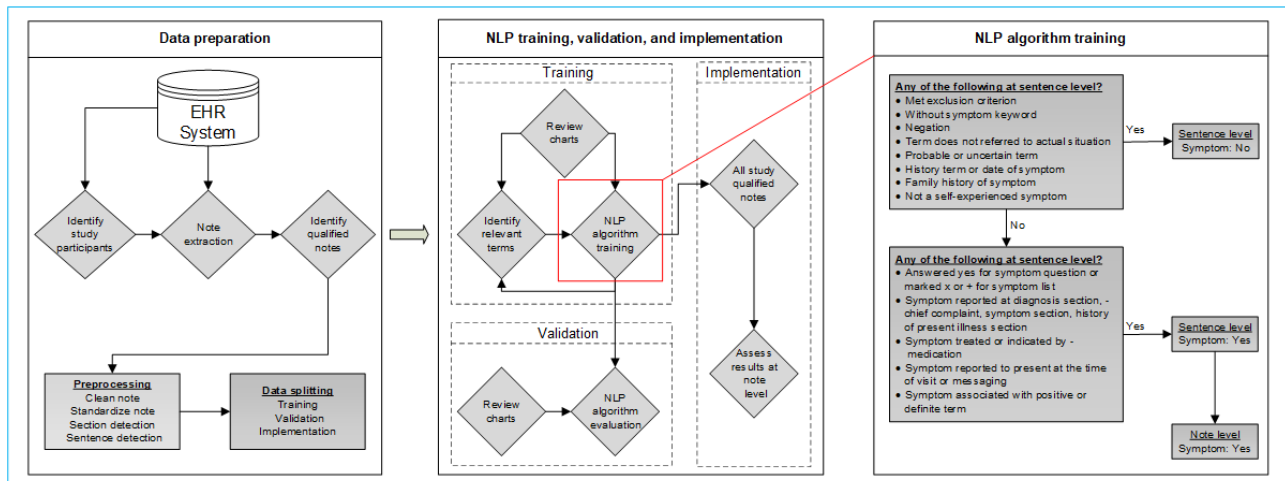 Data preparation
EHR
System
Identify
study
participants
Note
extraction
Identify
qualified
notes
Preprocessing
Clean note
Standardize note
Section detection
Sentence detection
Data splitting
Training
Validation
Implementation
NLP training, validation, and implementation
Training
Review
charts
Identify
relevant
terms
NLP
algorithm
training
Validation
Review
charts
NLP
algorithm
evaluation
Implementation
All study
qualified
notes
Assess
results at
note
level
NLP algorithm training
Any of the following at sentence level?
● Met exclusion criterion
● Without symptom keyword
● Negation
● Term does not referred to actual situation
● Probable or uncertain term
● History term or date of symptom
● Family history of symptom
● Not a self-experienced symptom
Yes
Sentence level
Symptom: No
No
Any of the following at sentence level?
● Answered yes for symptom question or
marked x or + for symptom list
● Symptom reported at diagnosis section, -
chief complaint, symptom section, history
of present illness section
● Symptom treated or indicated by -
medication
● Symptom reported to present at the time
of visit or messaging
● Symptom associated with positive or
definite term
Yes
Sentence level
Symptom: Yes
Note level
Symptom: Yes